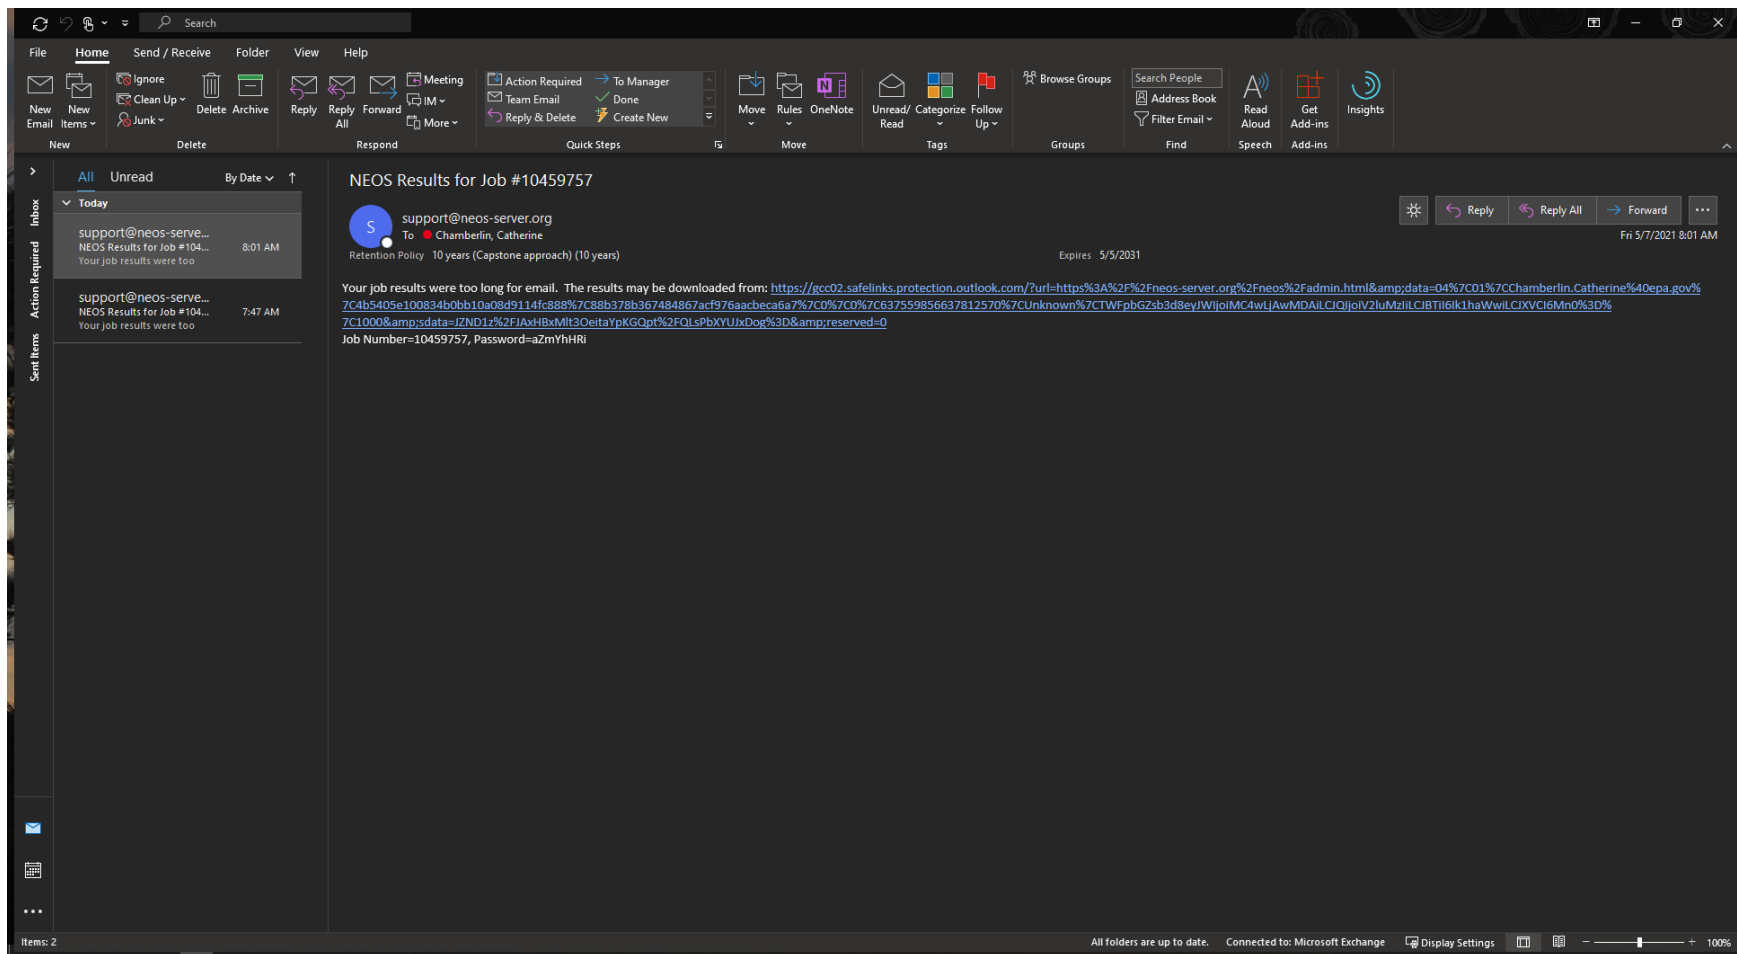 Search
File Home Send / Receive Folder View Help
New Email
New Items
Ignore
Clean Up
Junk
Delete Archive
Reply Reply All Forward
Meeting
IM
More
Action Required To Manager
Team Email Done
Reply & Delete Create New
Move Rules OneNote
Unread/ Read Categorize Follow Up
Browse Groups
Search People
Address Book
Filter Email
Read Aloud
Get Add-ins
Insights
New Delete Respond Quick Steps Move Tags Groups Find Speech Add-ins
All Unread By Date
Today
support@neos-serve...
NEOS Results for Job #104... 8:01 AM
Your job results were too
support@neos-serve...
NEOS Results for Job #104... 7:47 AM
Your job results were too
Inbox
Action Required
Sent Items
NEOS Results for Job #10459757
S
support@neos-server.org
To Chamberlin, Catherine
Retention Policy 10 years (Capstone approach) (10 years)
Expires 5/5/2031
Reply Reply All Forward
Fri 5/7/2021 8:01 AM
Your job results were too long for email. The results may be downloaded from: https://gcc02.safelinks.protection.outlook.com/?url=https%3A%2F%2Fneos-server.org%2Fneos%2Fadmin.html&amp;data=04%7C01%7CChamberlin.Catherine%40epa.gov%
7C4b5405e100834b0bb10a08d9114fc888%7C88b378b367484867acf976aacbeca6a7%7C0%7C0%7C637559856637812570%7CUnknown%7CTWFpbGZsb3d8eyJWIjoiMC4wLjAwMDAiLCJQIjoiV2luMzIiLCJBTiI6Ik1haWwiLCJXVCI6Mn0%3D%
7C1000&amp;sdata=JZND1z%2FJAxHBxMlt3OeitaYpKGQpt%2FQLsPbXYUJxDog%3D&amp;reserved=0
Job Number=10459757, Password=aZmYhHRi
Items: 2
All folders are up to date. Connected to: Microsoft Exchange Display Settings 100%